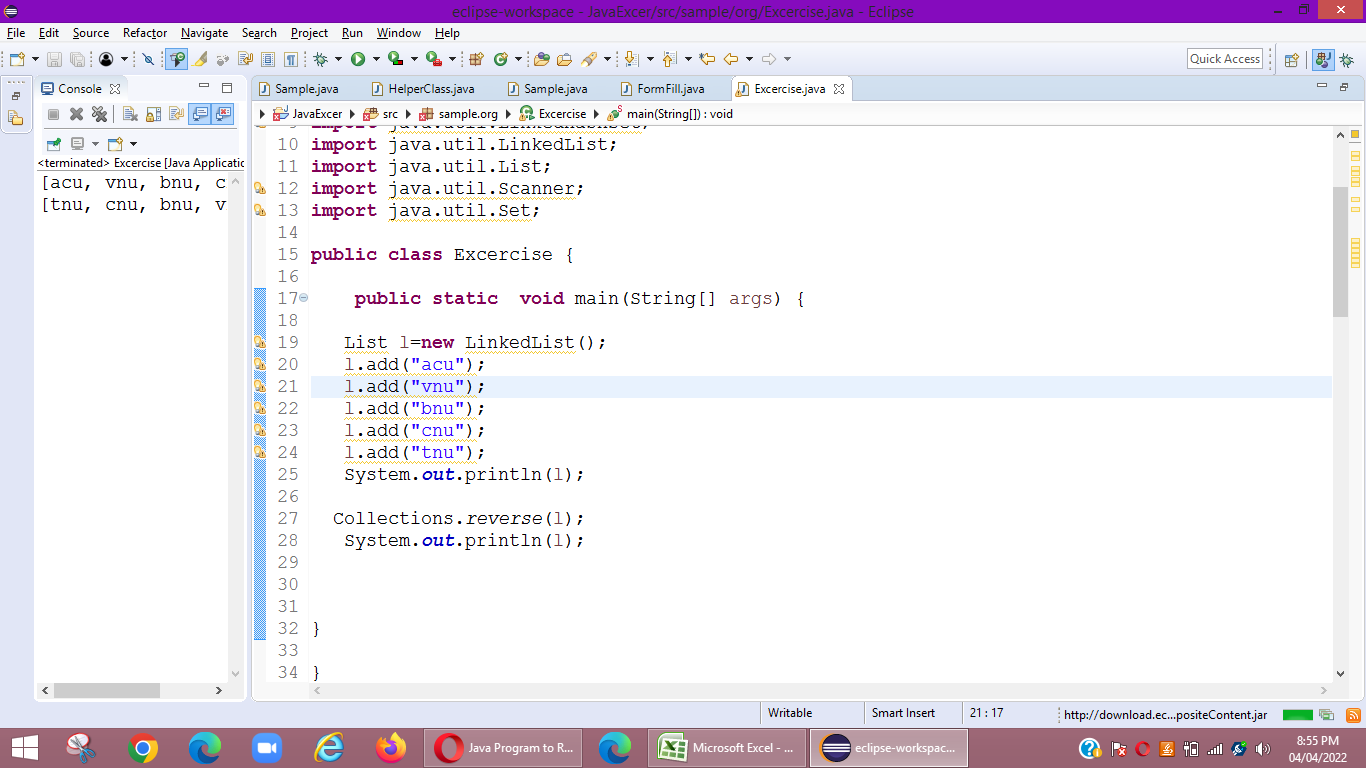 eclipse-workspace - JavaExcer/src/sample/org/Excercise.java - Eclipse
File Edit Source Refactor Navigate Search Project Run Window Help
Quick Access
Console
<terminated> Excercise [Java Applicatic
[acu, vnu, bnu, c
[tnu, cnu, bnu, v
Sample.java HelperClass.java Sample.java FormFill.java Excercise.java
JavaExcer src sample.org Excercise main(String[]) : void
10 import java.util.LinkedList;
11 import java.util.List;
12 import java.util.Scanner;
13 import java.util.Set;
14
15 public class Excercise {
16
17 public static  void main(String[] args) {
18
19 List l=new LinkedList();
20 l.add("acu");
21 l.add("vnu");
22 l.add("bnu");
23 l.add("cnu");
24 l.add("tnu");
25 System.out.println(l);
26
27 Collections.reverse(l);
28 System.out.println(l);
29
30
31
32 }
33
34 }
Writable Smart Insert 21 : 17 http://download.ec...positeContent.jar
Java Program to R... Microsoft Excel - ... eclipse-workspac...
8:55 PM
04/04/2022